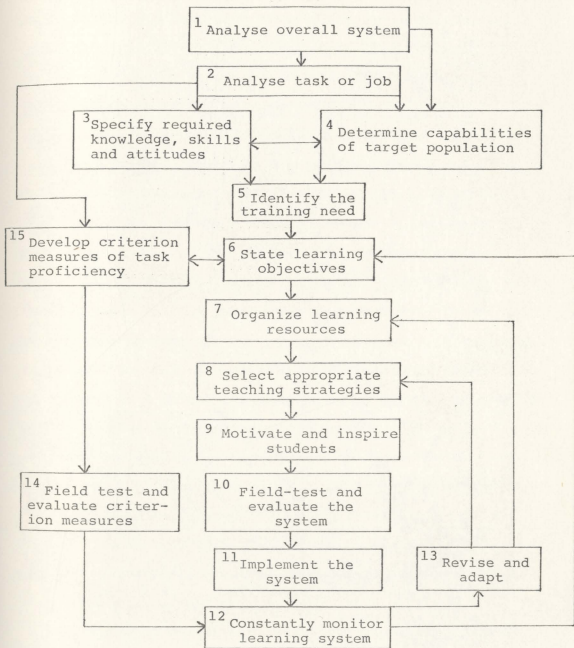 1 Analyse overall system
2 Analyse task or job
3 Specify required
knowledge, skills
and attitudes
4 Determine capabilities
of target population
5 Identify the
training need
15 Develop criterion
measures of task
proficiency
6 State learning
objectives
7 Organize learning
resources
8 Select appropriate
teaching strategies
9 Motivate and inspire
students
14 Field test and
evaluate criter-
ion measures
10 Field-test and
evaluate the
system
11 Implement the
system
13 Revise and
adapt
12 Constantly monitor
learning system